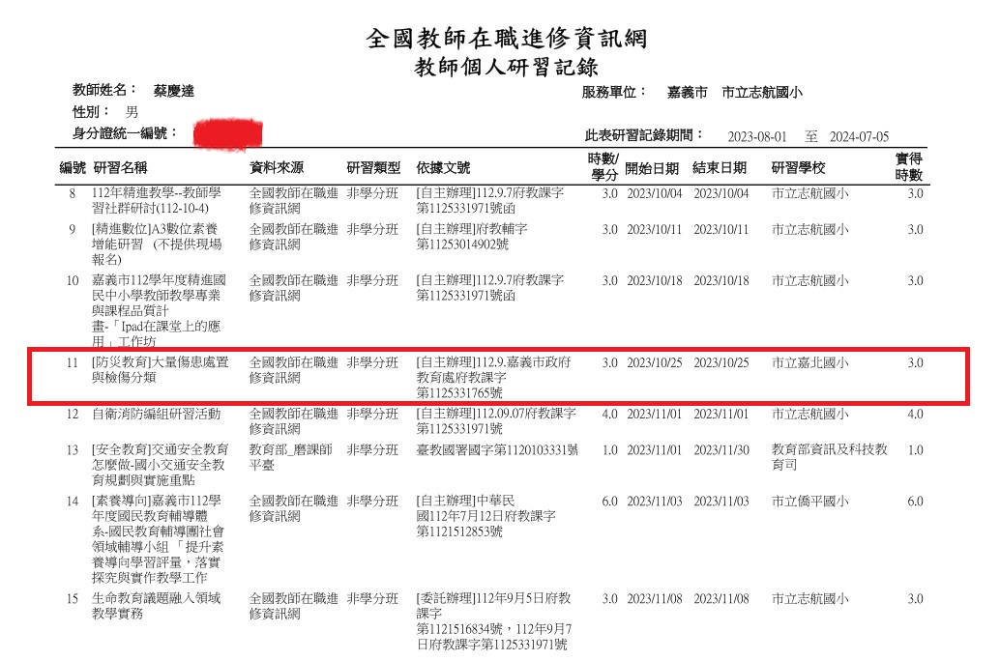 全國教師在職進修資訊網
教師個人研習記錄
教師姓名： 蔡慶達 服務單位： 嘉義市 市立志航國小
性別： 男
身分證統一編號： 此表研習記錄期間： 2023-08-01 至 2024-07-05
編號 研習名稱 資料來源 研習類型 依據文號 時數/學分 開始日期 結束日期 研習學校 實得時數
8 112年精進教學--教師學 全國教師在職進 非學分班 [自主辦理]112.9.7府教課字 3.0 2023/10/04 2023/10/04 市立志航國小 3.0
習社群研討(112-10-4) 修資訊網 第1125331971號函
9 [精進數位]A3數位素養 全國教師在職進 非學分班 [自主辦理]府教輔字 3.0 2023/10/11 2023/10/11 市立志航國小 3.0
增能研習 (不提供現場 修資訊網 第11253014902號
報名)
10 嘉義市112學年度精進國 全國教師在職進 非學分班 [自主辦理]112.9.7府教課字 3.0 2023/10/18 2023/10/18 市立志航國小 3.0
民中小學教師教學專業 修資訊網 第1125331971號函
與課程品質計
畫-「Ipad在課堂上的應
用」工作坊
11 [防災教育]大量傷患處置 全國教師在職進 非學分班 [自主辦理]112.9.嘉義市政府 3.0 2023/10/25 2023/10/25 市立嘉北國小 3.0
與檢傷分類 修資訊網 教育處府教課字
第1125331765號
12 自衛消防編組研習活動 全國教師在職進 非學分班 [自主辦理]112.09.07府教課字 4.0 2023/11/01 2023/11/01 市立志航國小 4.0
修資訊網 第1125331971號
13 [安全教育]交通安全教育 教育部_磨課師 非學分班 臺教國署國字第1120103331號 1.0 2023/11/01 2023/11/30 教育部資訊及科技教 1.0
怎麼做-國小交通安全教 平臺 育司
育規劃與實施重點
14 [素養導向]嘉義市112學 全國教師在職進 非學分班 [自主辦理]中華民 6.0 2023/11/03 2023/11/03 市立僑平國小 6.0
年度國民教育輔導體 修資訊網 國112年7月12日府教課字
系-國民教育輔導團社會 第1121512853號
領域輔導小組「提升素
養導向學習評量，落實
探究與實作教學工作
15 生命教育議題融入領域 全國教師在職進 非學分班 [委託辦理]112年9月5日府教 3.0 2023/11/08 2023/11/08 市立志航國小 3.0
教學實務 修資訊網 課字
第1121516834號，112年9月7
日府教課字第1125331971號